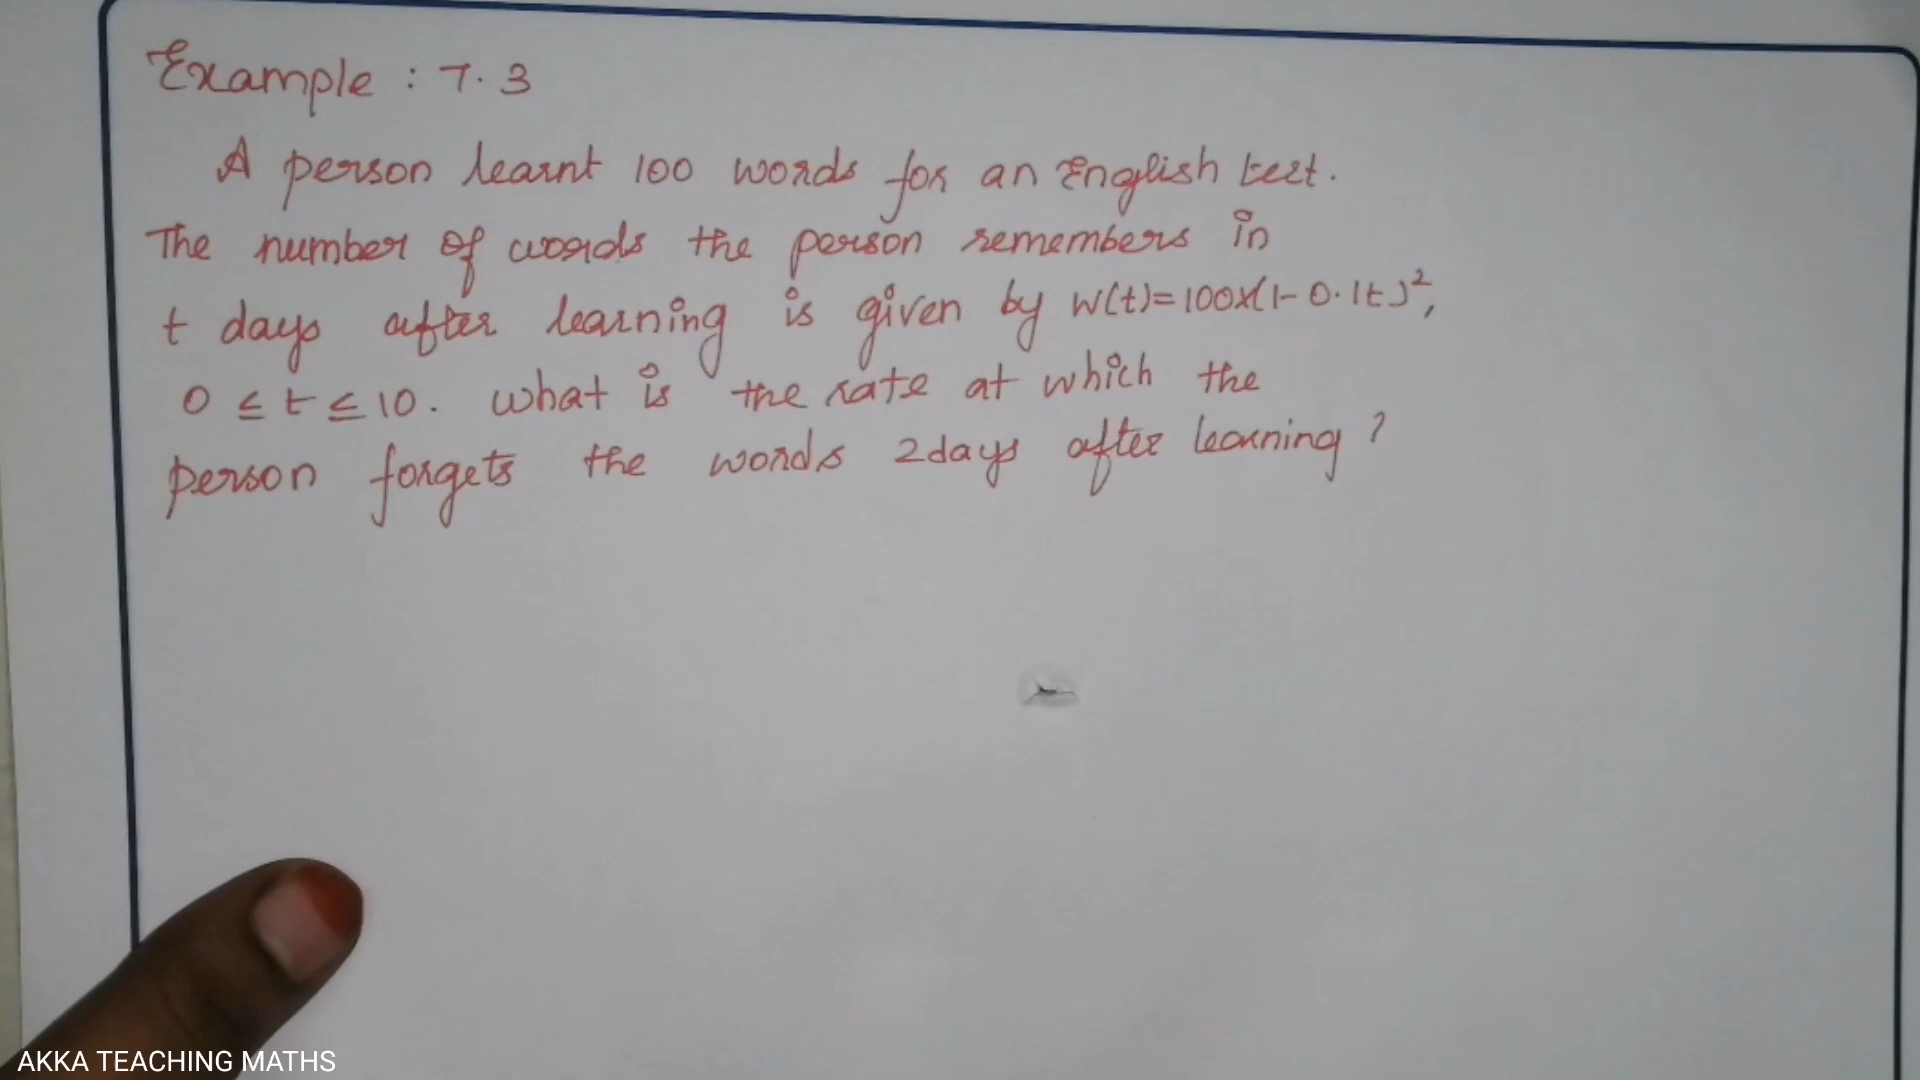 Example : 7.3
A person learnt 100 words for an English test.
The number of words the person remembers in
t days after learning is given by W(t)=100x(1-0.1t)²,
0 ≤ t ≤ 10. What is the rate at which the
person forgets the words 2days after learning?
AKKA TEACHING MATHS